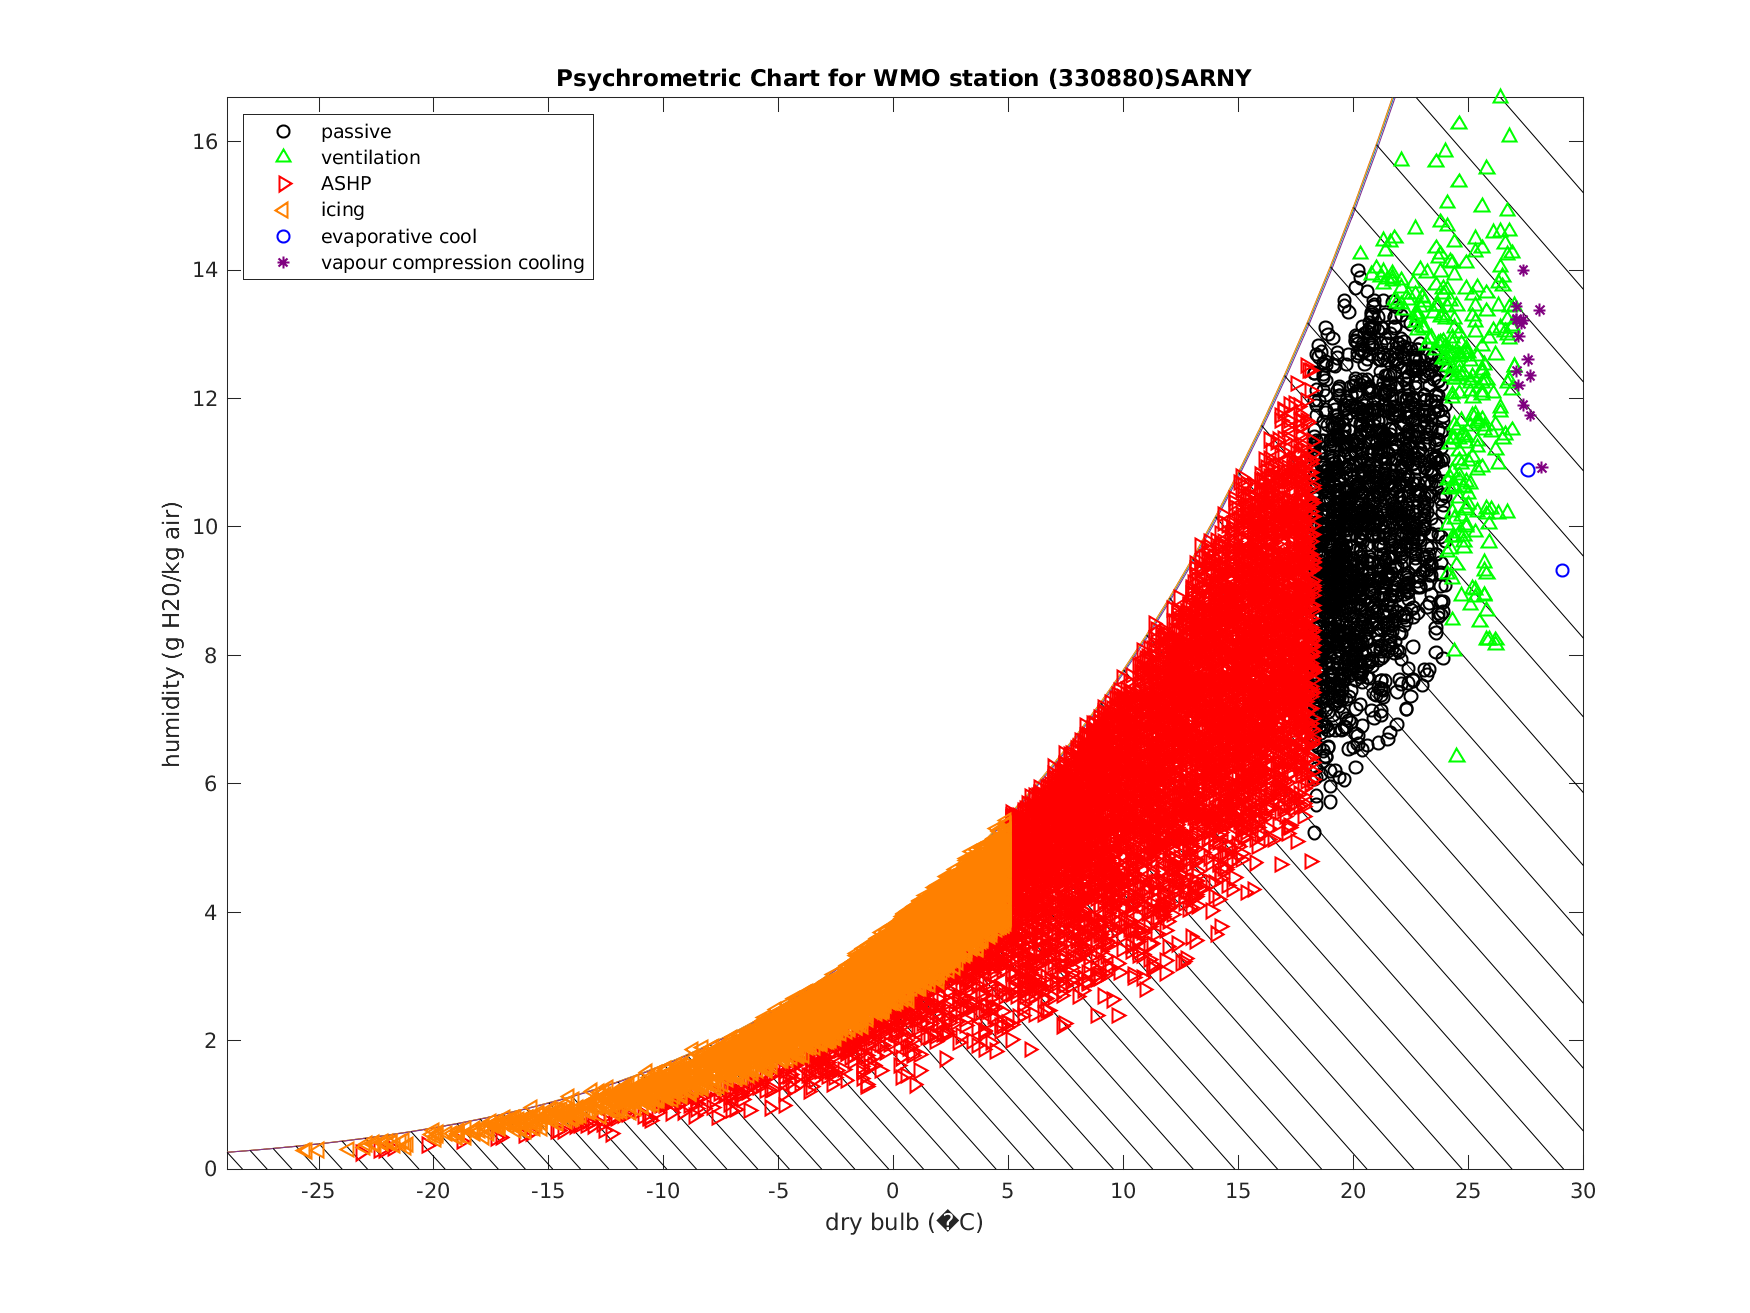 Psychrometric Chart for WMO station (330880)SARNY
passive
ventilation
ASHP
icing
evaporative cool
vapour compression cooling
humidity (g H20/kg air)
16
14
12
10
8
6
4
2
0
-25 -20 -15 -10 -5 0 5 10 15 20 25 30
dry bulb (�C)